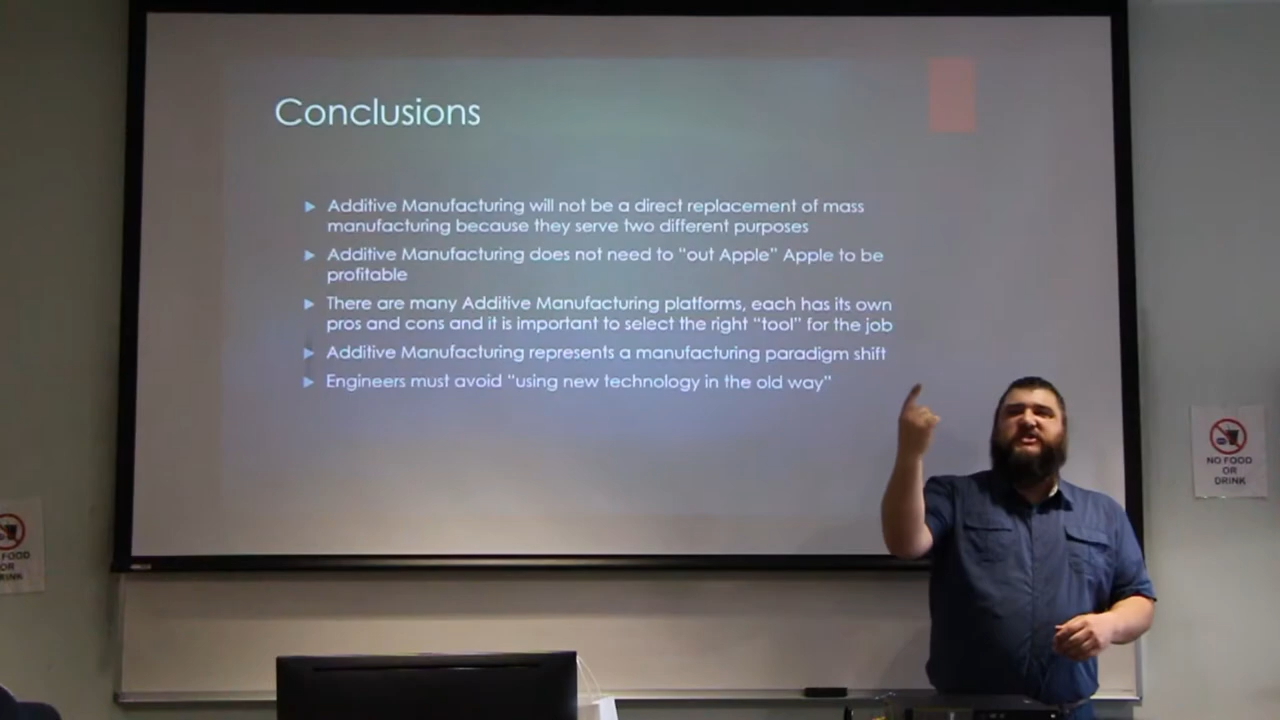 Conclusions
Additive Manufacturing will not be a direct replacement of mass
manufacturing because they serve two different purposes
Additive Manufacturing does not need to “out Apple” Apple to be
profitable
There are many Additive Manufacturing platforms, each has its own
pros and cons and it is important to select the right “tool” for the job
Additive Manufacturing represents a manufacturing paradigm shift
Engineers must avoid “using new technology in the old way”
NO FOOD
OR
DRINK
FOOD
OR
RINK